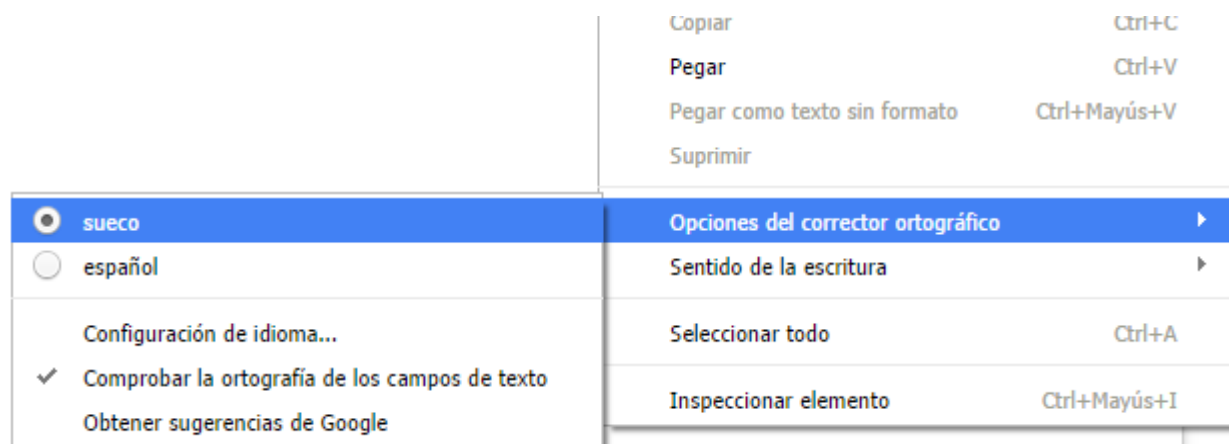 Copiar Ctrl+C
Pegar Ctrl+V
Pegar como texto sin formato Ctrl+Mayús+V
Suprimir
Opciones del corrector ortográfico
Sentido de la escritura
Seleccionar todo Ctrl+A
Inspeccionar elemento Ctrl+Mayús+I
sueco
español
Configuración de idioma...
Comprobar la ortografía de los campos de texto
Obtener sugerencias de Google